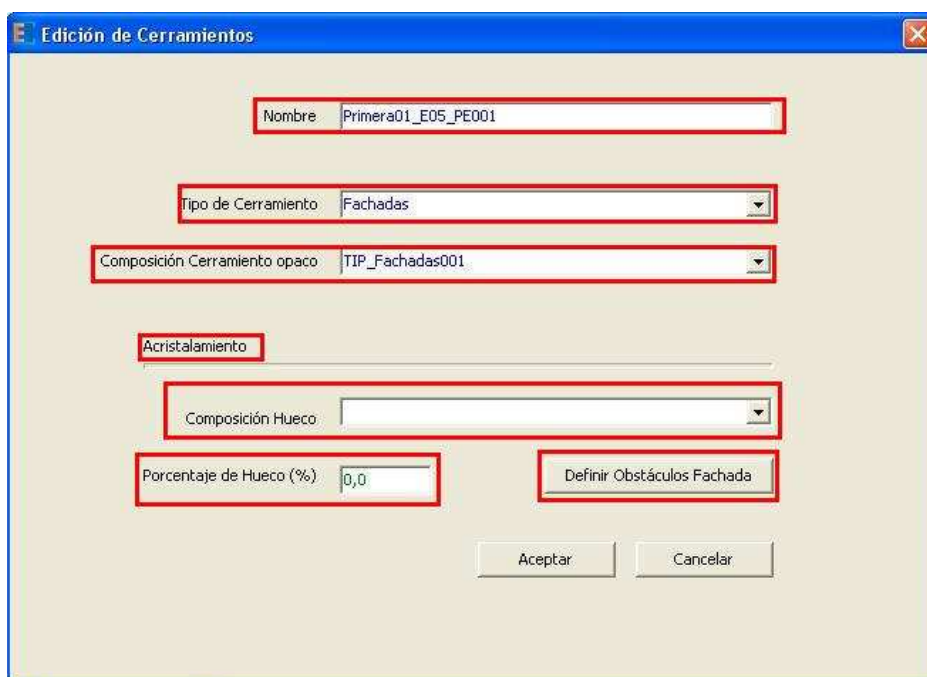 Edición de Cerramientos
Nombre Primera01_E05_PE001
Tipo de Cerramiento Fachadas
Composición Cerramiento opaco TIP_Fachadas001
Acristalamiento
Composición Hueco
Porcentaje de Hueco (%) 0,0 Definir Obstáculos Fachada
Aceptar Cancelar